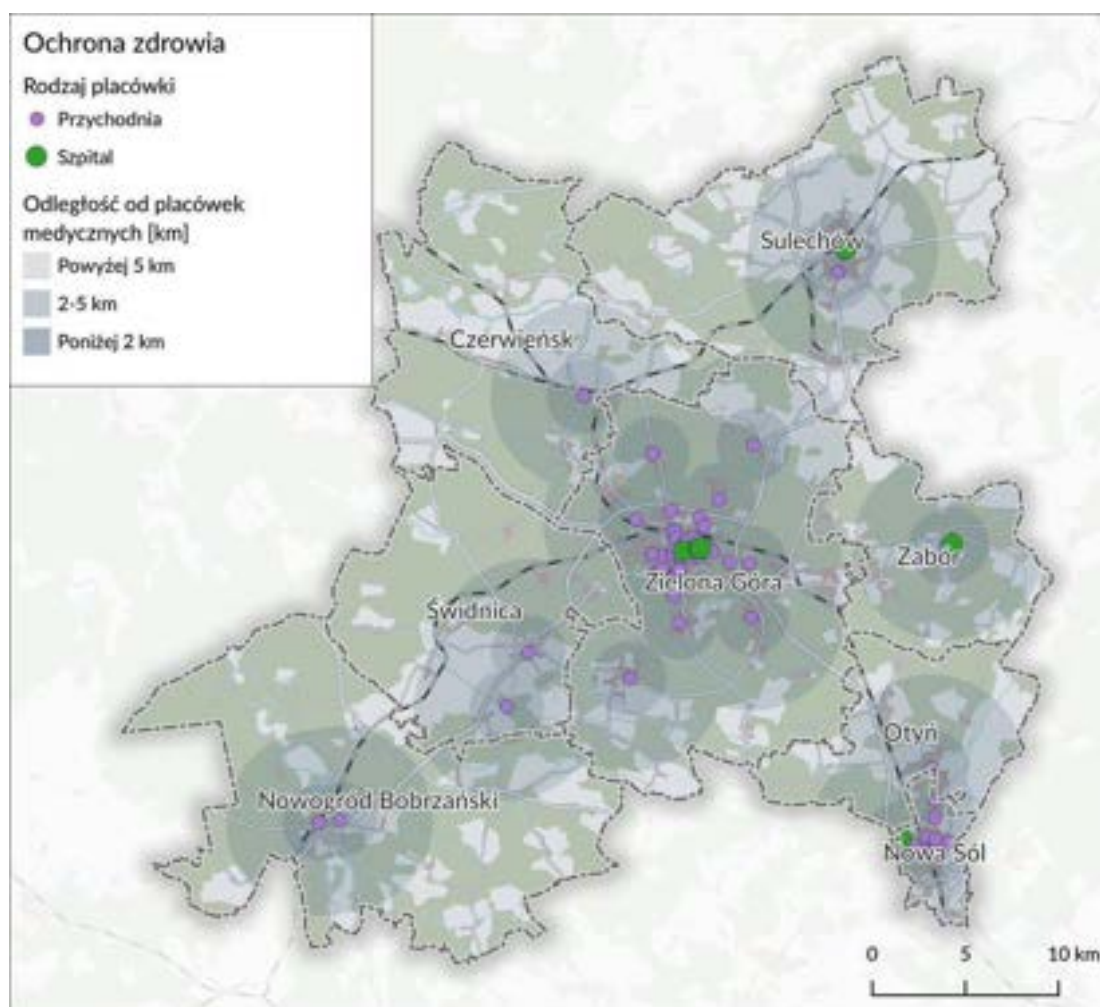 Ochrona zdrowia
Rodzaj placówki
Przychodnia
Szpital
Odległość od placówek
medycznych [km]
Powyżej 5 km
2-5 km
Poniżej 2 km
Sulechów
Czerwieńsk
Zabór
Zielona Góra
Świdnica
Otyń
Nowogród Bobrzański
Nowa Sól
0 5 10 km